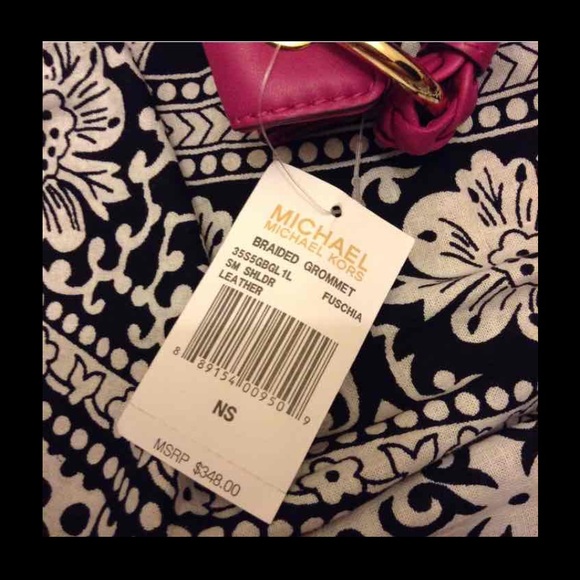 MICHAEL
MICHAEL KORS
BRAIDED GROMMET
35S5GBGL1L FUSCHIA
SM SHLDR
LEATHER
8 89154 00950 9
NS
MSRP $348.00